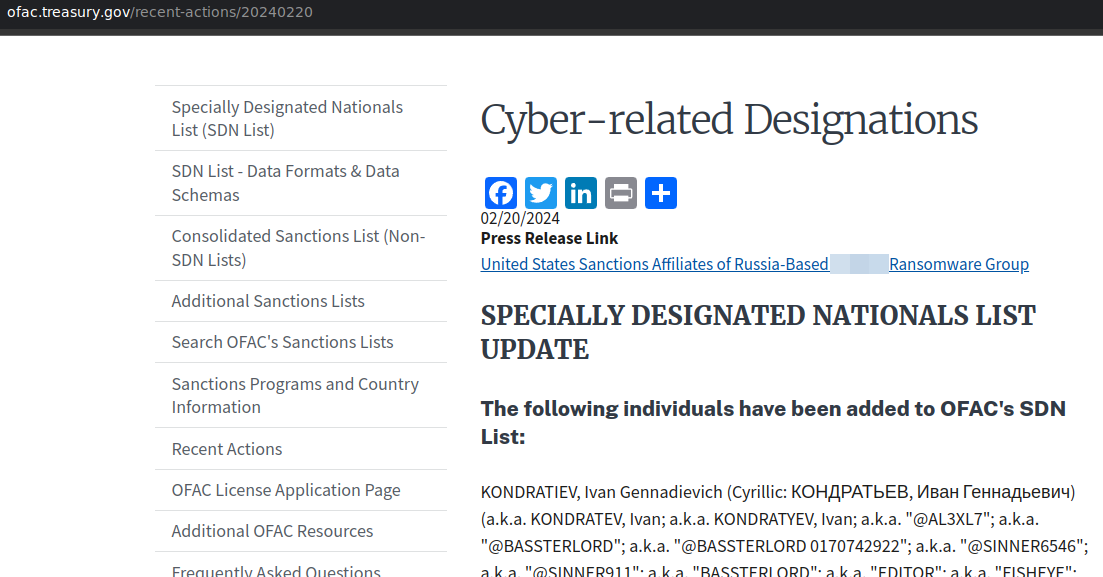 ofac.treasury.gov/recent-actions/20240220
Specially Designated Nationals
List (SDN List)
SDN List - Data Formats & Data
Schemas
Consolidated Sanctions List (Non-
SDN Lists)
Additional Sanctions Lists
Search OFAC's Sanctions Lists
Sanctions Programs and Country
Information
Recent Actions
OFAC License Application Page
Additional OFAC Resources
Frequently Asked Questions
Cyber-related Designations
02/20/2024
Press Release Link
United States Sanctions Affiliates of Russia-Based Ransomware Group
SPECIALLY DESIGNATED NATIONALS LIST
UPDATE
The following individuals have been added to OFAC's SDN
List:
KONDRATIEV, Ivan Gennadievich (Cyrillic: КОНДРАТЬЕВ, Иван Геннадьевич)
(a.k.a. KONDRATEV, Ivan; a.k.a. KONDRATYEV, Ivan; a.k.a. "@AL3XL7"; a.k.a.
"@BASSTERLORD"; a.k.a. "@BASSTERLORD 0170742922"; a.k.a. "@SINNER6546";
a.k.a. "@SINNER911"; a.k.a. "BASSTERLORD"; a.k.a. "EDITOR"; a.k.a. "FISHEYE";